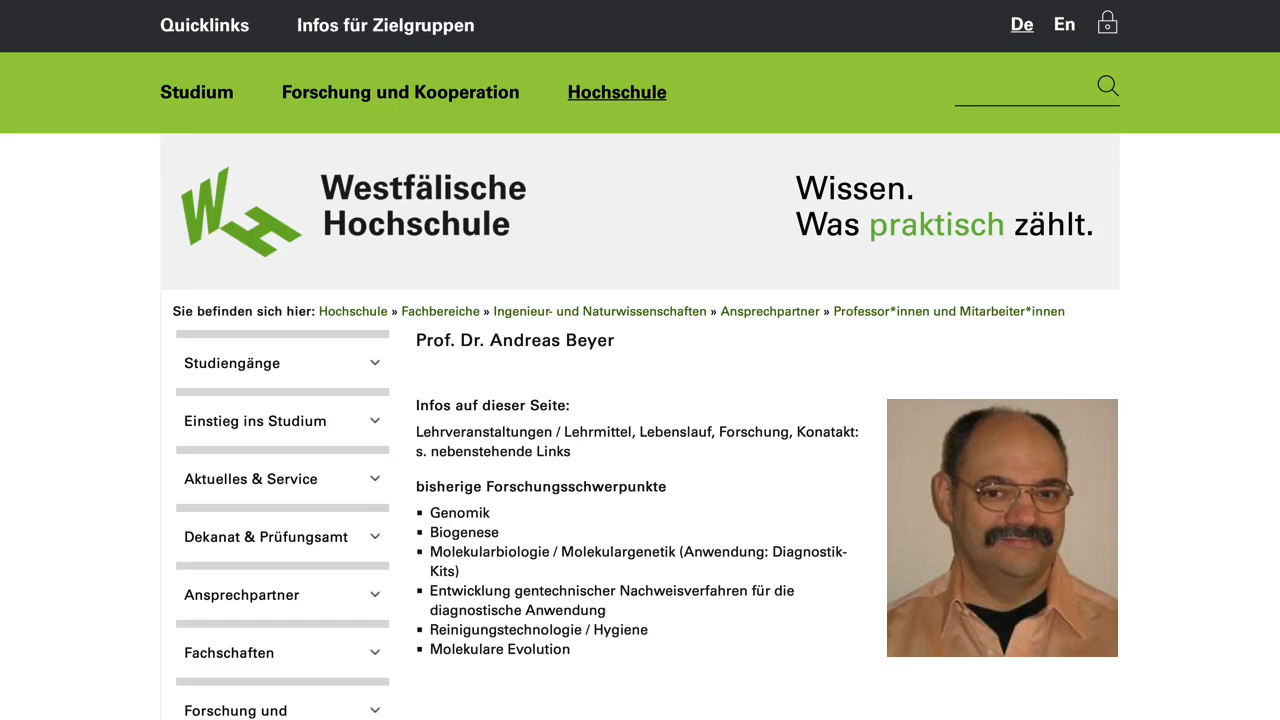 Quicklinks Infos für Zielgruppen De En
Studium Forschung und Kooperation Hochschule
WH
Westfälische
Hochschule
Wissen.
Was praktisch zählt.
Sie befinden sich hier: Hochschule » Fachbereiche » Ingenieur- und Naturwissenschaften » Ansprechpartner » Professor*innen und Mitarbeiter*innen
Studiengänge
Einstieg ins Studium
Aktuelles & Service
Dekanat & Prüfungsamt
Ansprechpartner
Fachschaften
Forschung und
Prof. Dr. Andreas Beyer
Infos auf dieser Seite:
Lehrveranstaltungen / Lehrmittel, Lebenslauf, Forschung, Konatakt:
s. nebenstehende Links
bisherige Forschungsschwerpunkte
▪ Genomik
▪ Biogenese
▪ Molekularbiologie / Molekulargenetik (Anwendung: Diagnostik-
Kits)
▪ Entwicklung gentechnischer Nachweisverfahren für die
diagnostische Anwendung
▪ Reinigungstechnologie / Hygiene
▪ Molekulare Evolution